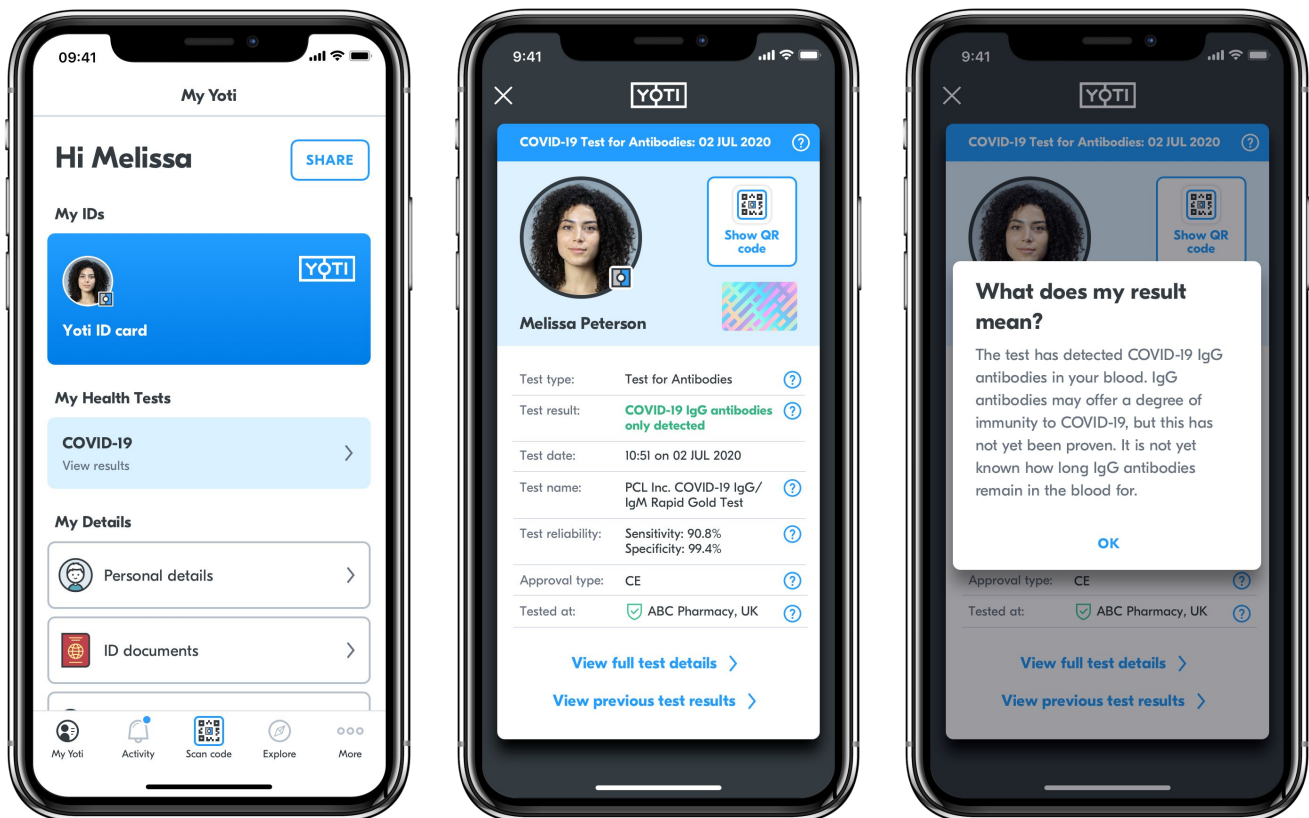 09:41
My Yoti
Hi Melissa
SHARE
My IDs
YOTI
Yoti ID card
My Health Tests
COVID-19
View results
My Details
Personal details
ID documents
My Yoti
Activity
Scan code
Explore
More
9:41
YOTI
COVID-19 Test for Antibodies: 02 JUL 2020 ?
Show QR
code
Melissa Peterson
Test type: Test for Antibodies ?
Test result: COVID-19 IgG antibodies ?
only detected
Test date: 10:51 on 02 JUL 2020
Test name: PCL Inc. COVID-19 IgG/ ?
IgM Rapid Gold Test
Test reliability: Sensitivity: 90.8% ?
Specificity: 99.4%
Approval type: CE ?
Tested at: ABC Pharmacy, UK ?
View full test details
View previous test results
9:41
YOTI
COVID-19 Test for Antibodies: 02 JUL 2020 ?
Show QR
code
What does my result
mean?
The test has detected COVID-19 IgG
antibodies in your blood. IgG
antibodies may offer a degree of
immunity to COVID-19, but this has
not yet been proven. It is not yet
known how long IgG antibodies
remain in the blood for.
OK
Approval type: CE ?
Tested at: ABC Pharmacy, UK ?
View full test details
View previous test results